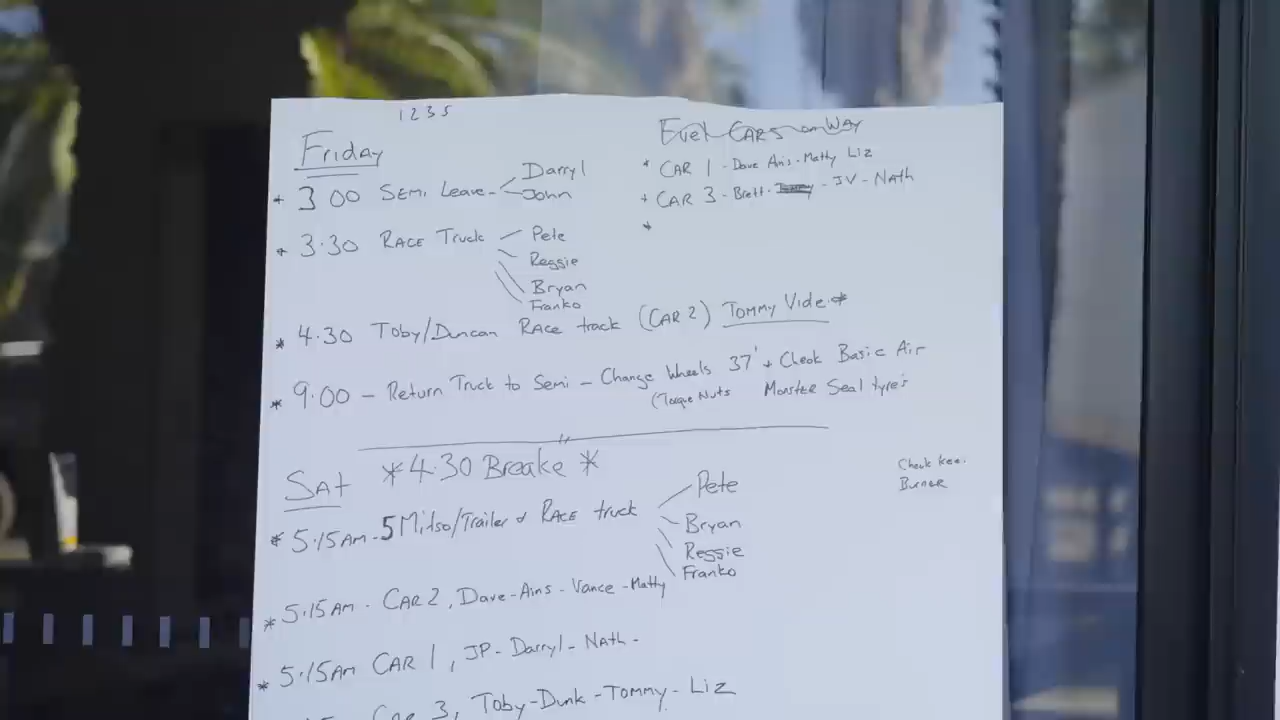 1235
Friday
* 3 00 SEMi Leave - Darryl
John
* 3.30 RACE Truck - Pete
Reggie
Bryan
Franko
* 4.30 Toby/Duncan RACE track (CAR 2) TOMMY Vide *
* 9.00 - Return Truck to Semi - Change Wheels 37' + Check Basic Air
(Torque Nuts Monster Seal tyre's
Fuel CARS on WAY
* CAR 1 - Dave Ains - Matty Liz
* CAR 3 - Brett - JV - Nath
*
SAt *4.30 Breake *
* 5.15AM - 5 Mitso/Trailer & RACE truck Pete
Bryan
Reggie
Franko
* 5.15AM - CAR 2, Dave - Ains - Vance - Matty
* 5.15AM CAR 1, JP - Darryl - Nath -
CAR 3, Toby - Dunk - Tommy - Liz
Check
Burner